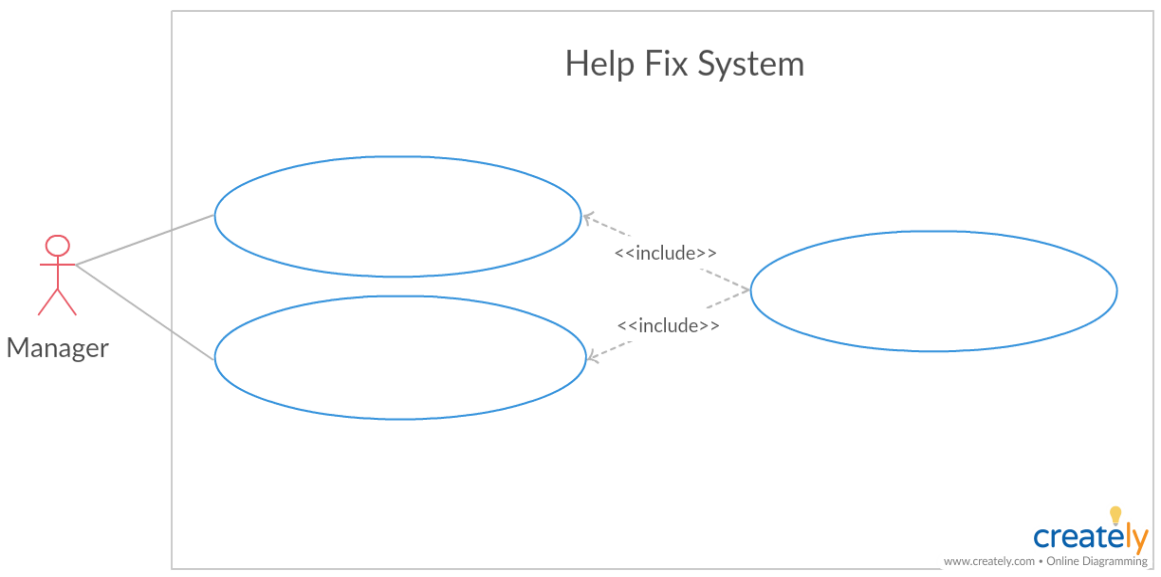 Help Fix System
<<include>>
<<include>>
Manager
creately
www.creately.com • Online Diagramming